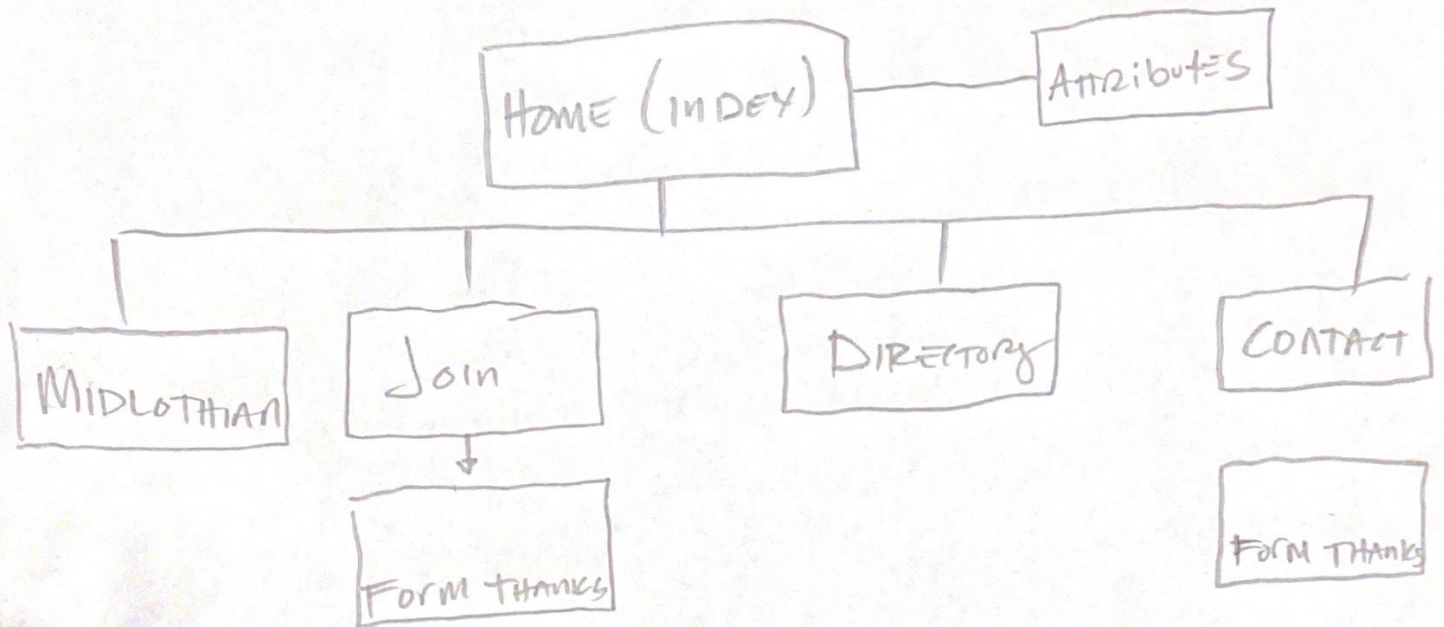 HOME (INDEX)
Attributes
MIDLOTHIAN
Join
DIRECTORY
CONTACT
Form THANKS
Form THANKS